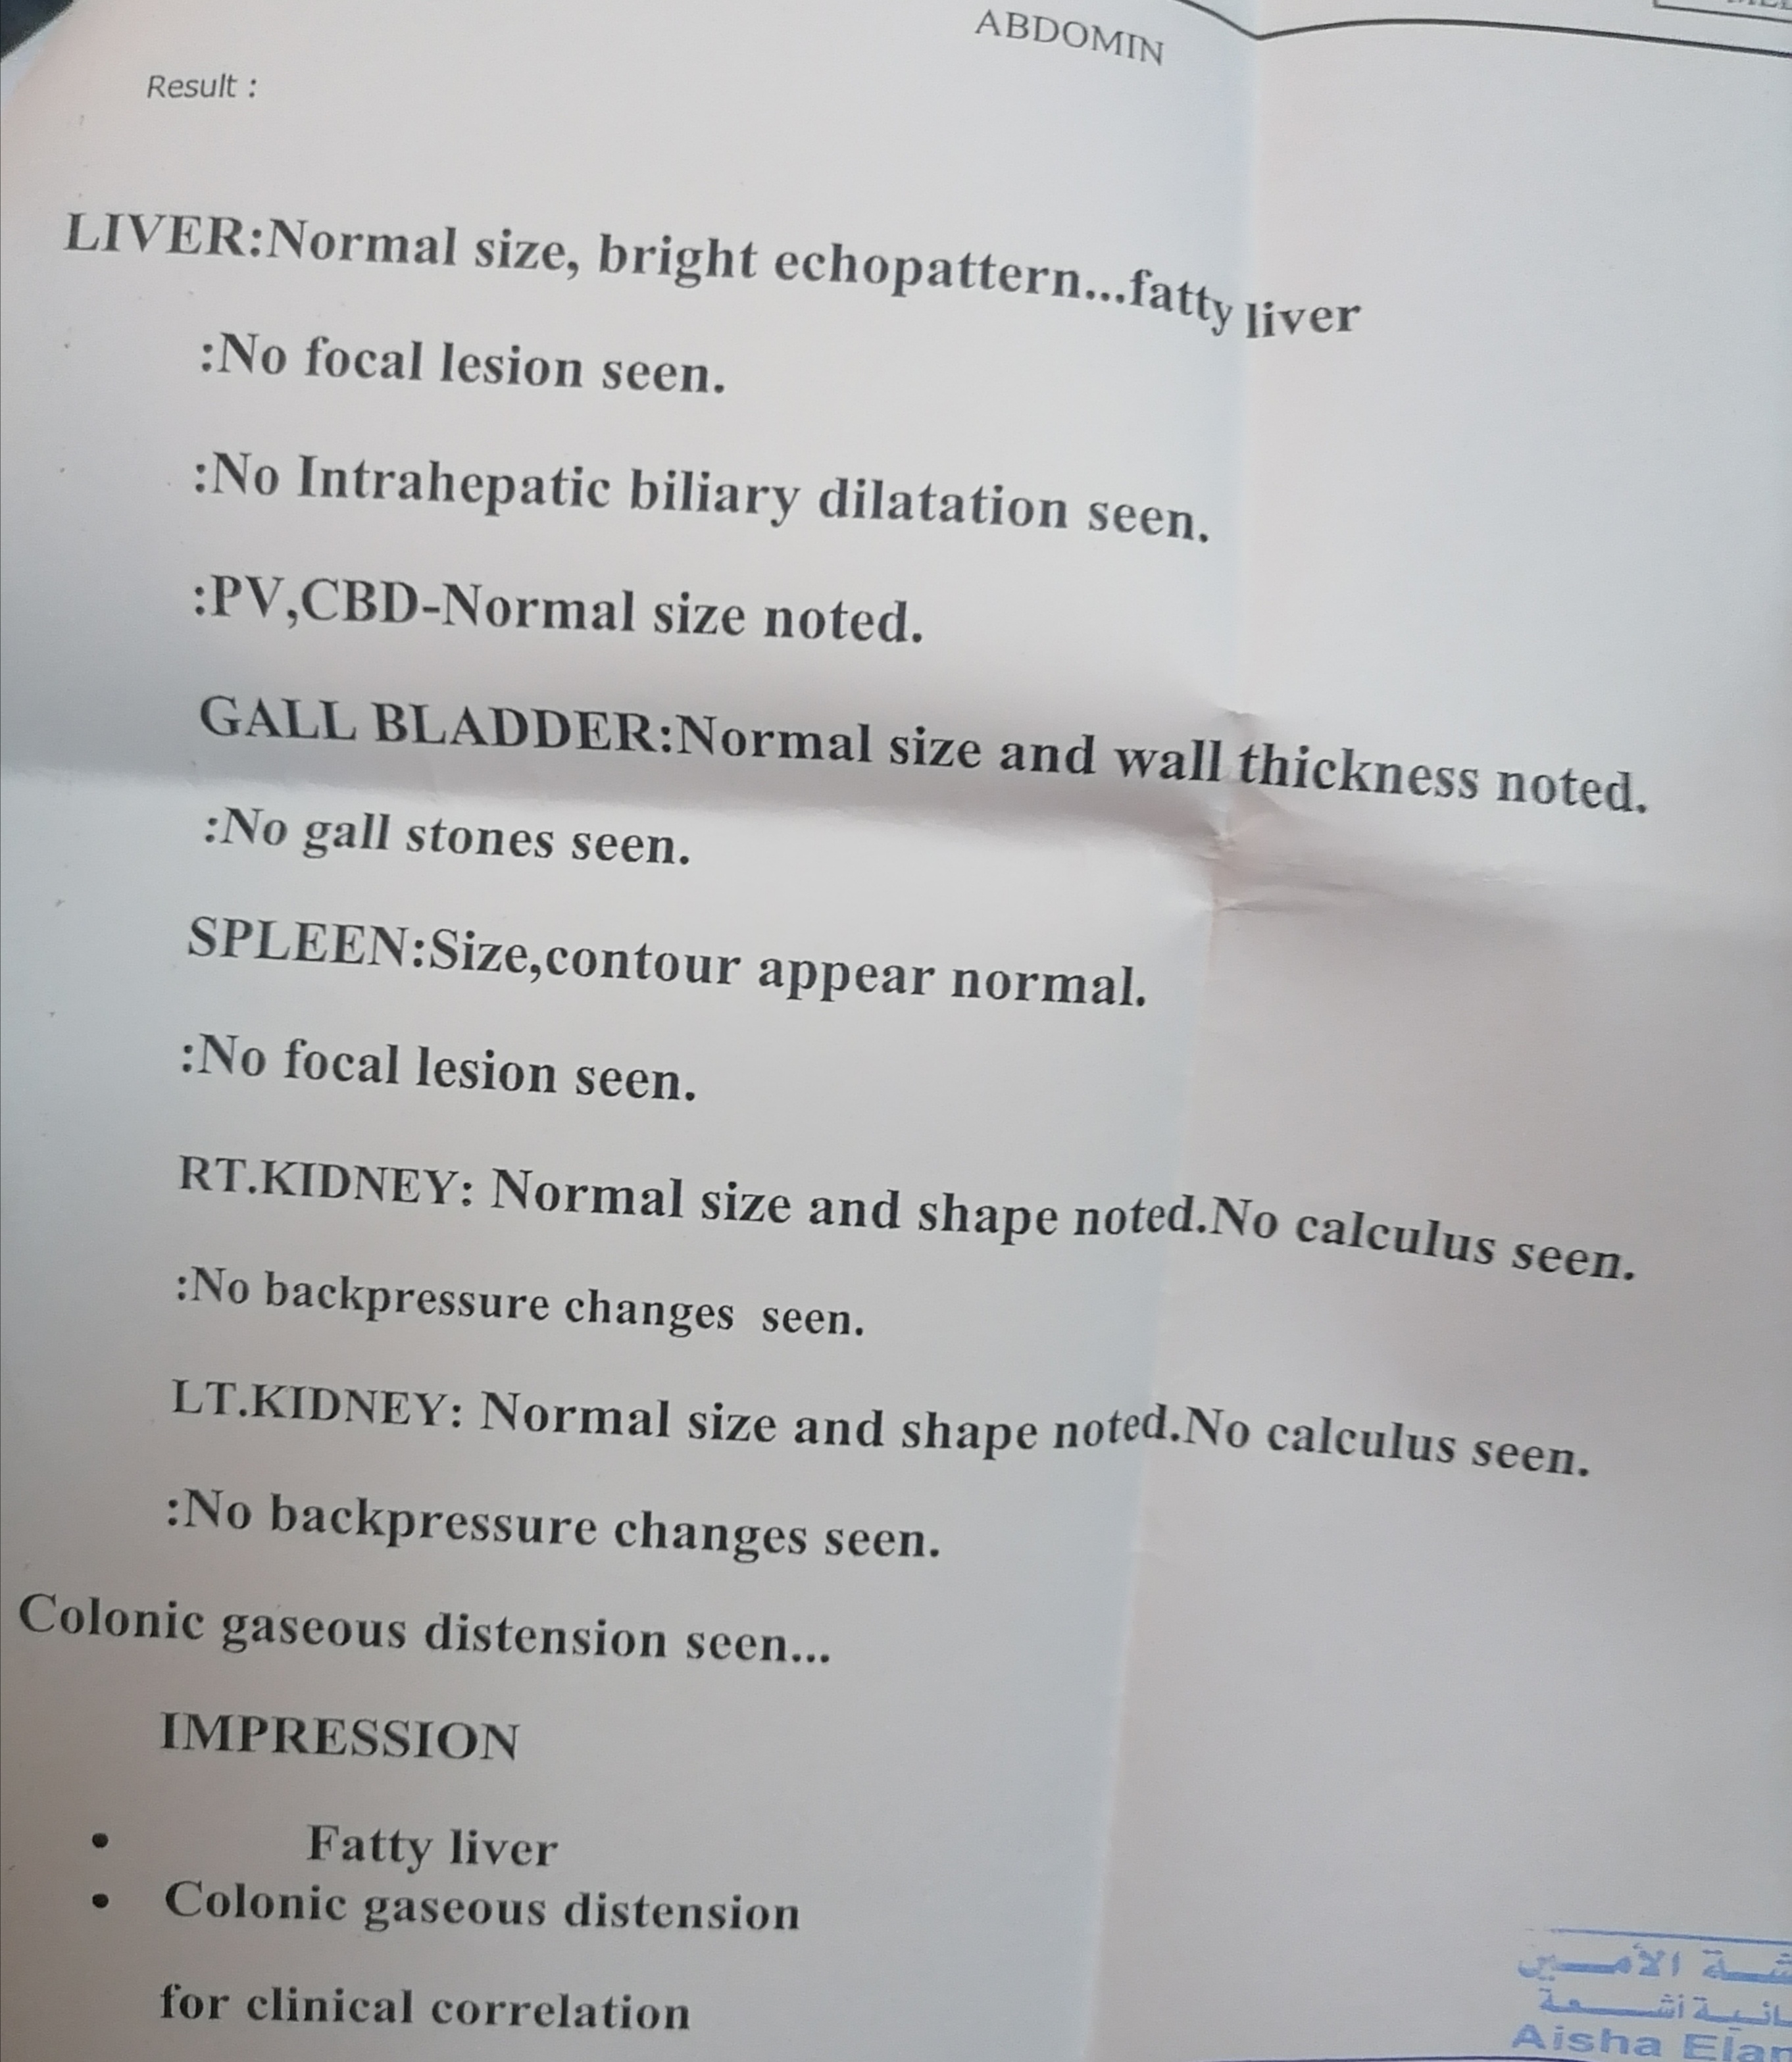 ABDOMIN
Result :
LIVER:Normal size, bright echopattern...fatty liver
:No focal lesion seen.
:No Intrahepatic biliary dilatation seen.
:PV,CBD-Normal size noted.
GALL BLADDER:Normal size and wall thickness noted.
:No gall stones seen.
SPLEEN:Size,contour appear normal.
:No focal lesion seen.
RT.KIDNEY: Normal size and shape noted.No calculus seen.
:No backpressure changes  seen.
LT.KIDNEY: Normal size and shape noted.No calculus seen.
:No backpressure changes seen.
Colonic gaseous distension seen...
IMPRESSION
• Fatty liver
• Colonic gaseous distension
for clinical correlation
الأمين
Aisha